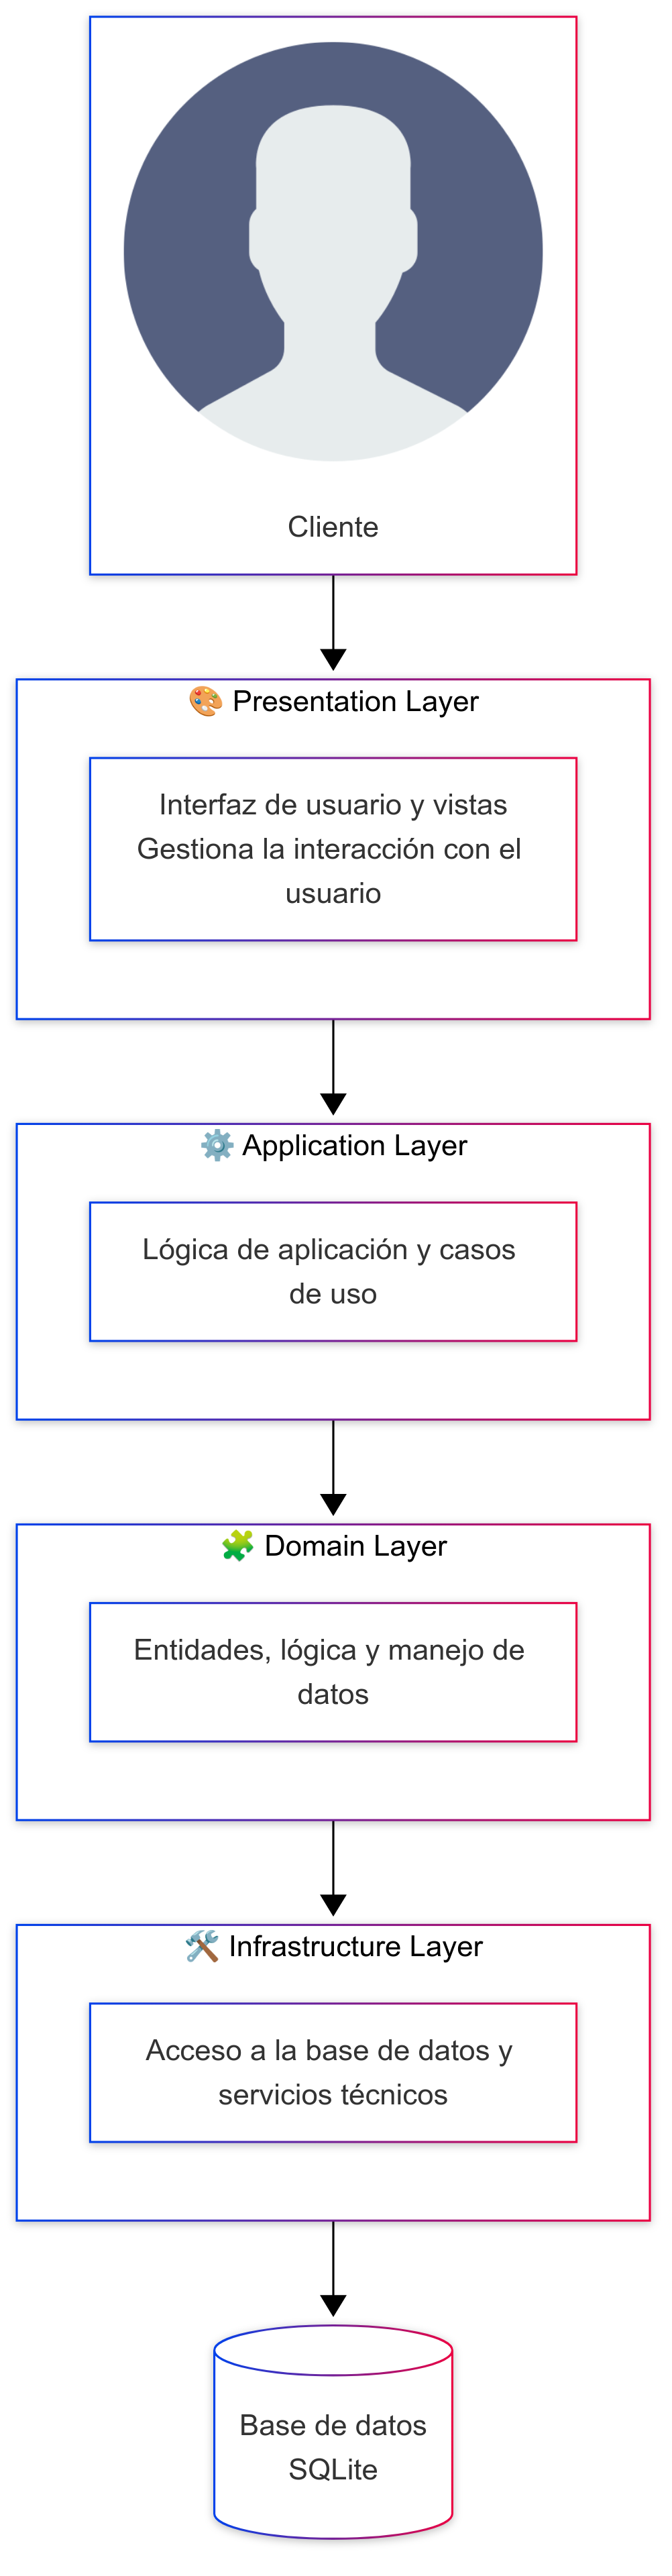 Cliente
🎨 Presentation Layer
Interfaz de usuario y vistas
Gestiona la interacción con el
usuario
⚙️ Application Layer
Lógica de aplicación y casos
de uso
🧩 Domain Layer
Entidades, lógica y manejo de
datos
🛠️ Infrastructure Layer
Acceso a la base de datos y
servicios técnicos
Base de datos
SQLite